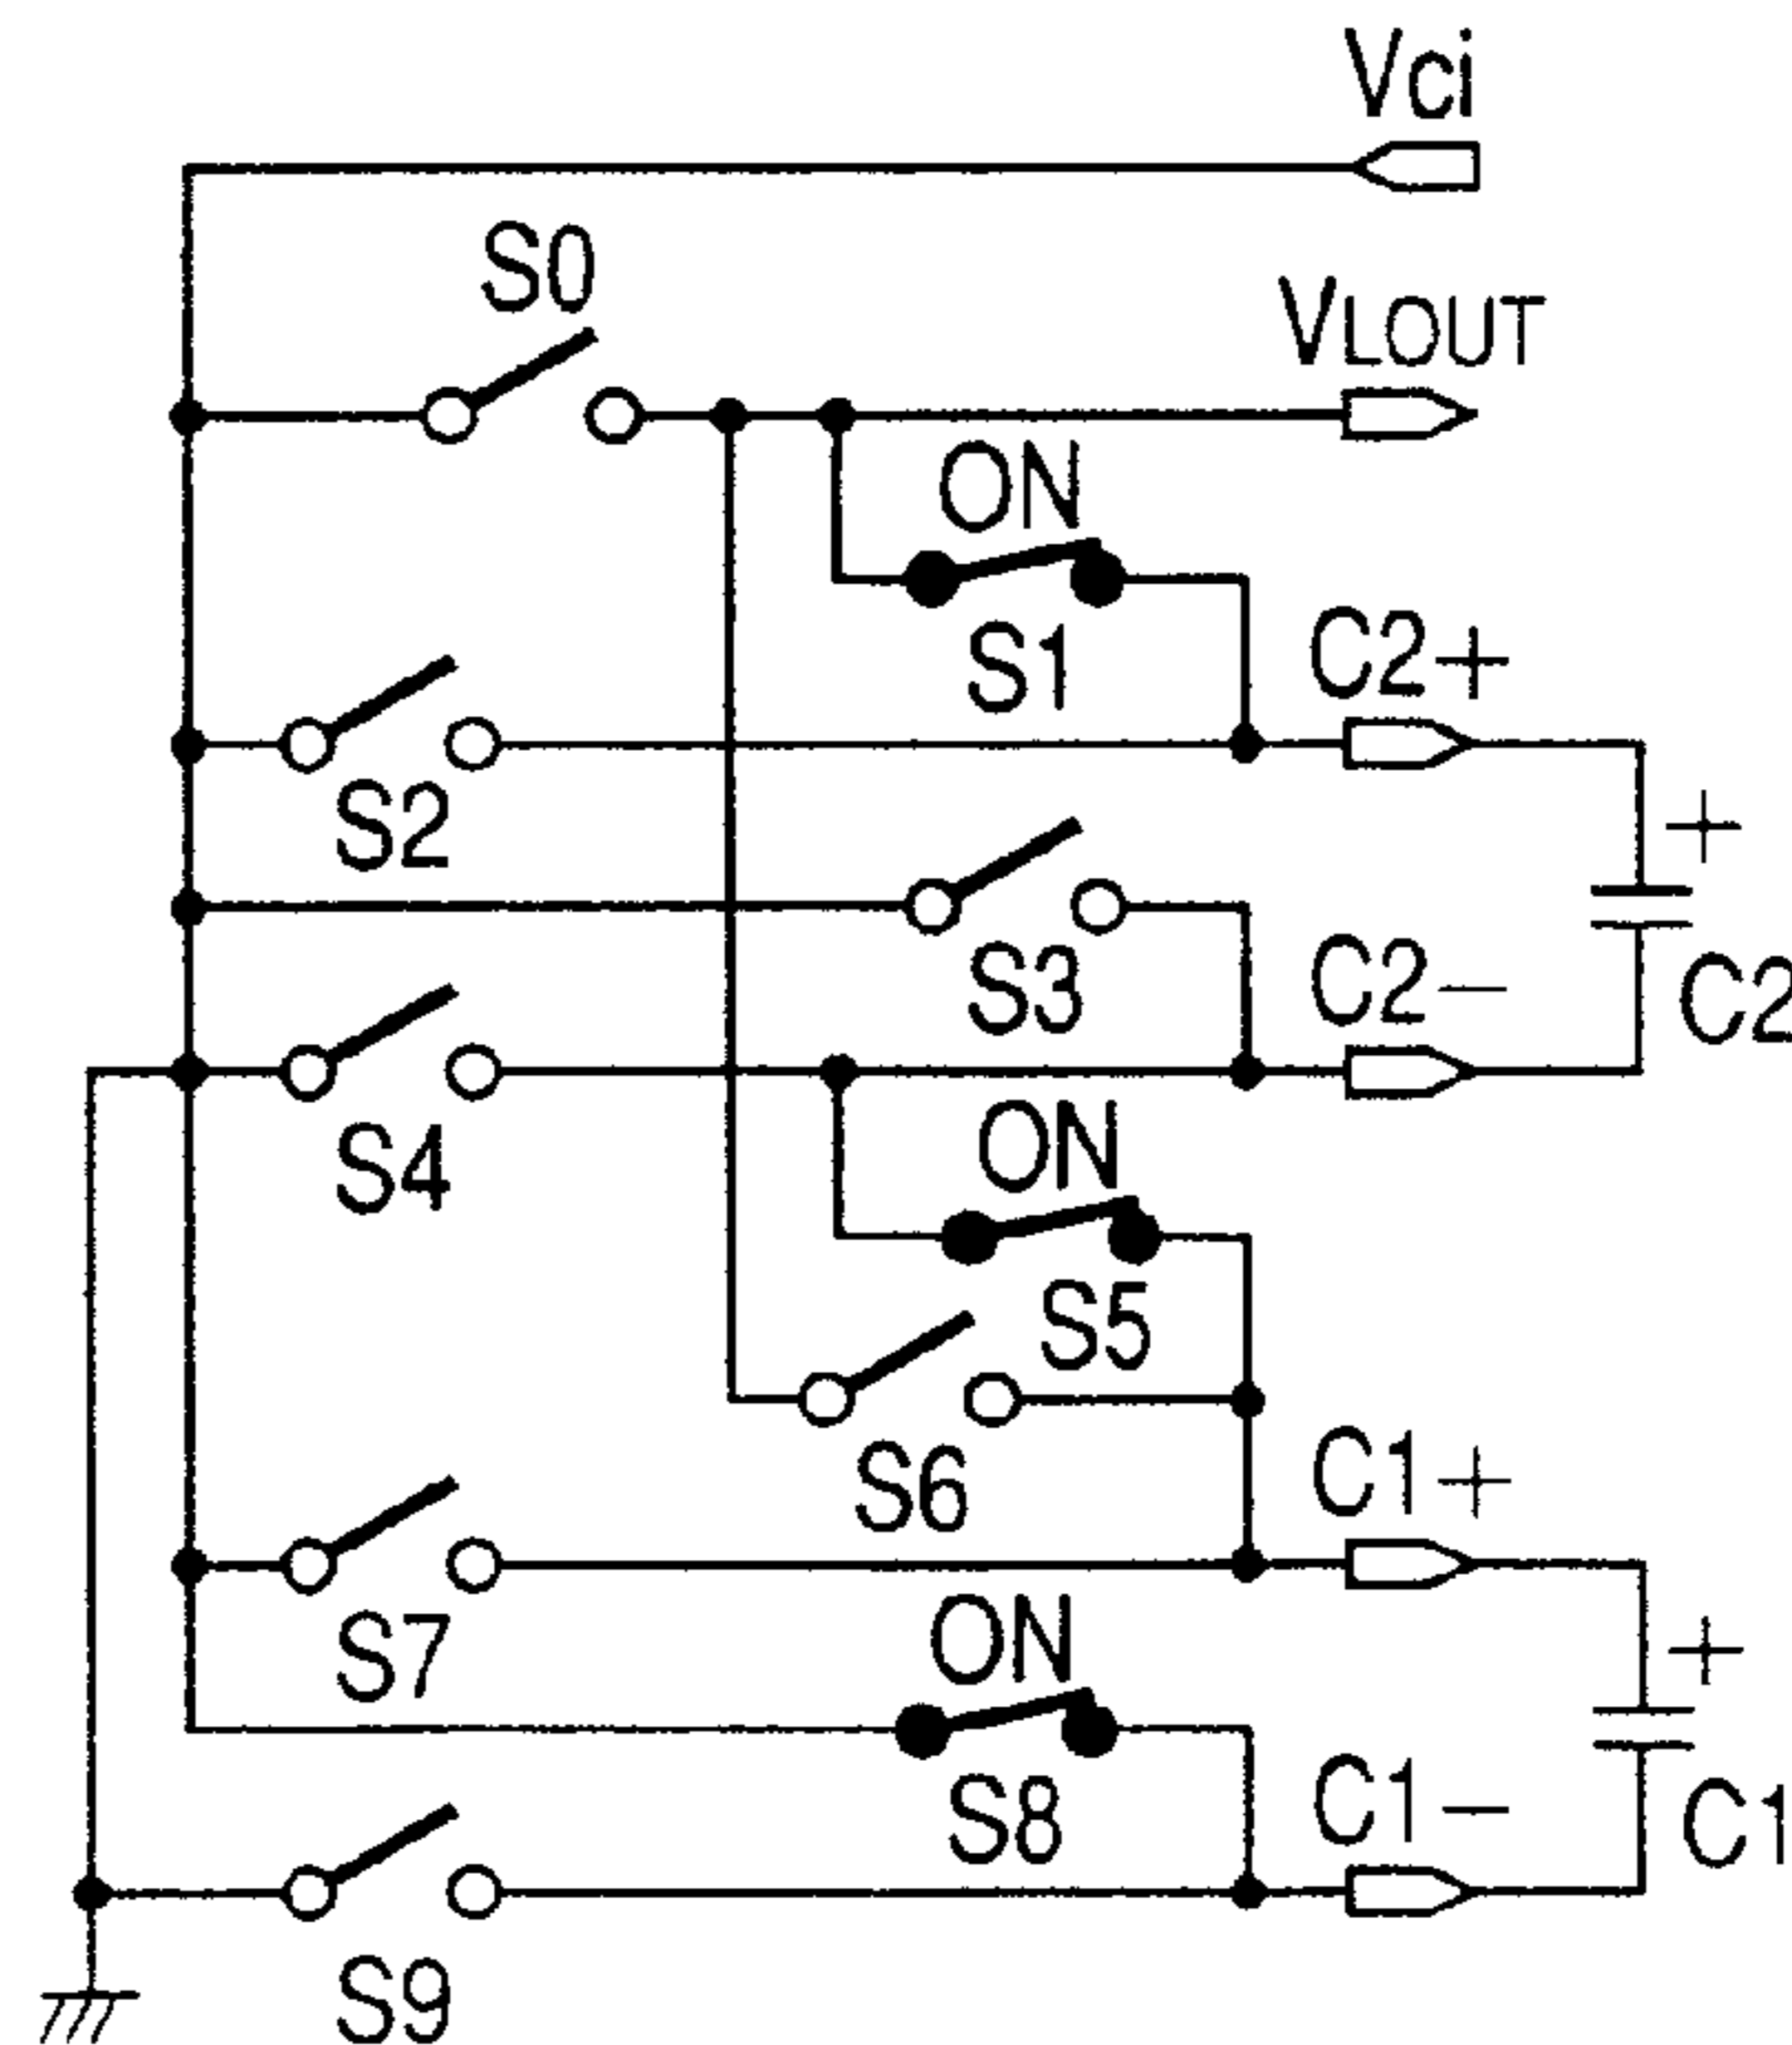 Vci
S0
VLOUT
ON
S1
C2+
S2
+
S3
C2-
C2
S4
ON
S5
S6
C1+
S7
ON
+
S8
C1-
C1
S9